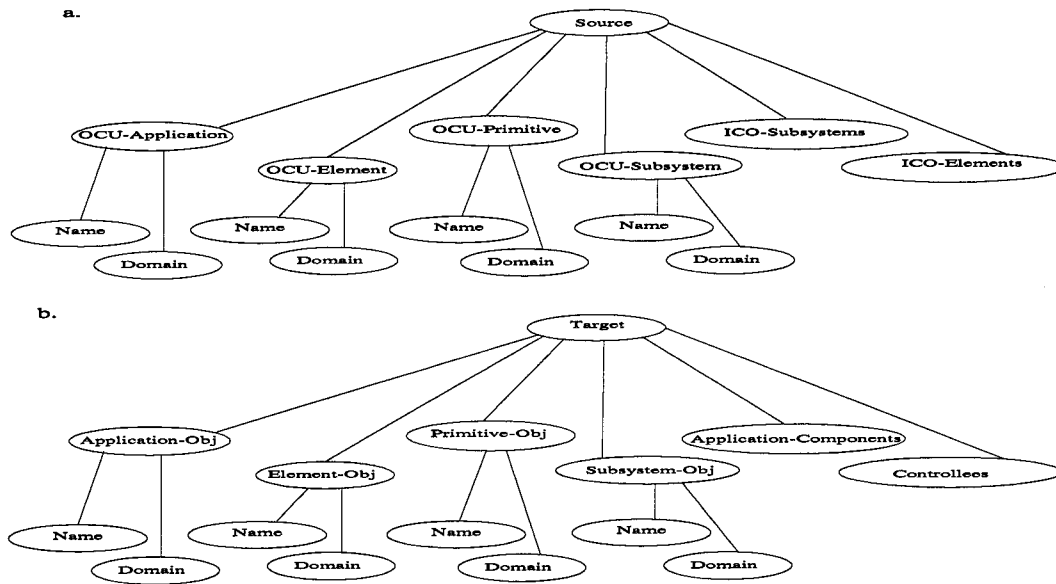 a.
Source
OCU-Application
OCU-Primitive
ICO-Subsystems
OCU-Element
OCU-Subsystem
ICO-Elements
Name
Name
Name
Name
Domain
Domain
Domain
Domain
b.
Target
Application-Obj
Primitive-Obj
Application-Components
Element-Obj
Subsystem-Obj
Controllees
Name
Name
Name
Name
Domain
Domain
Domain
Domain